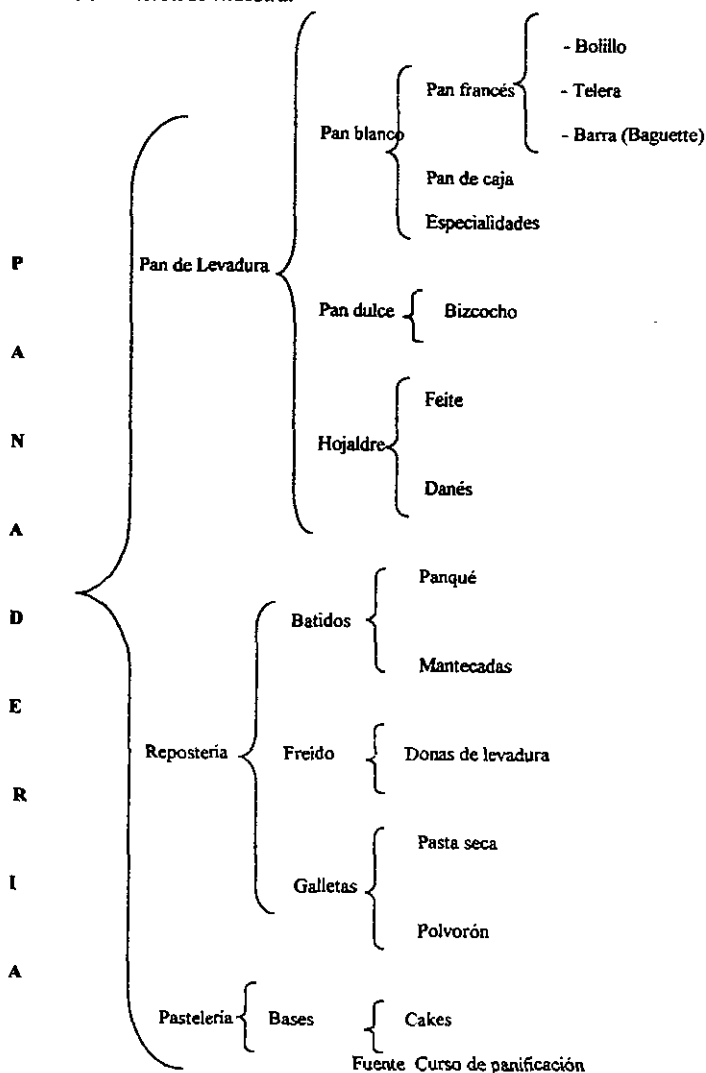 - Bolillo
Pan francés
- Telera
Pan blanco
- Barra (Baguette)
Pan de caja
Especialidades
P
Pan de Levadura
Pan dulce
Bizcocho
A
Feite
N
Hojaldre
Danés
A
Panqué
D
Batidos
Mantecadas
E
Repostería
Freido
Donas de levadura
R
Pasta seca
I
Galletas
Polvorón
A
Pastelería
Bases
Cakes
Fuente Curso de panificación